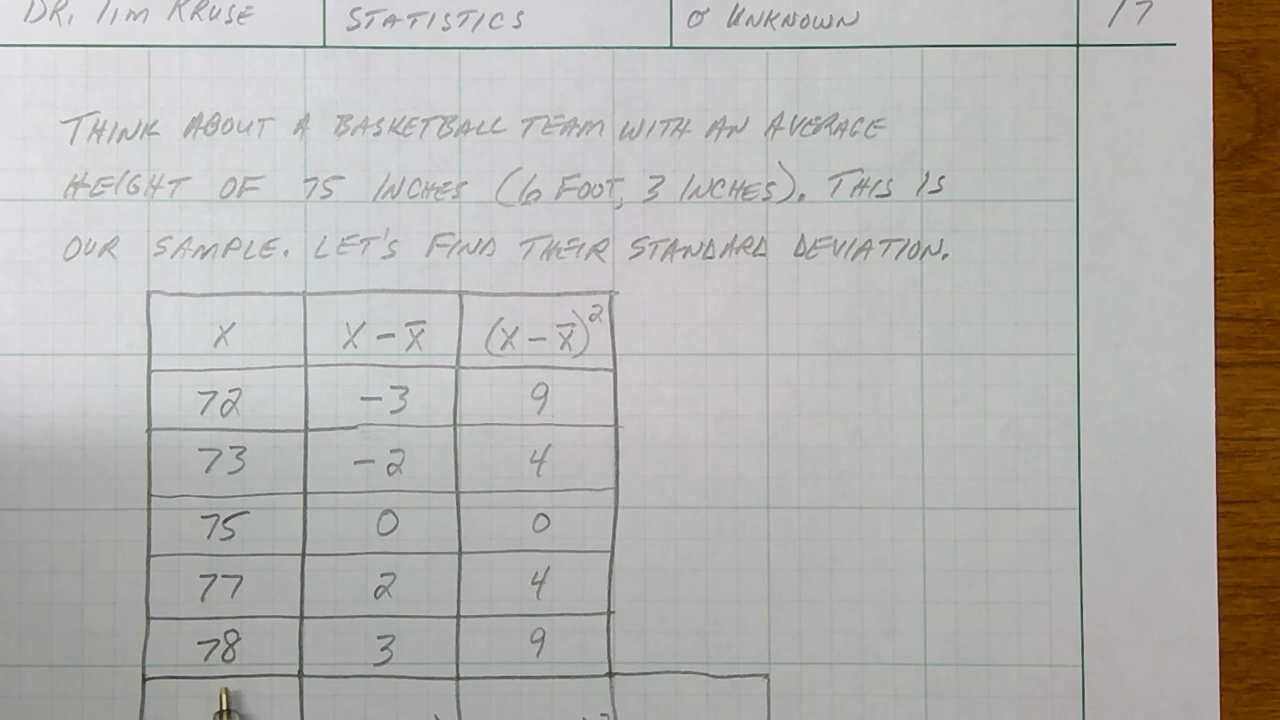 DR. TIM KRUSE STATISTICS σ UNKNOWN 17
THINK ABOUT A BASKETBALL TEAM WITH AN AVERAGE
HEIGHT OF 75 INCHES (6 FOOT, 3 INCHES). THIS IS
OUR SAMPLE. LET'S FIND THEIR STANDARD DEVIATION.
X X – x̄ (X – x̄)²
72 –3 9
73 –2 4
75 0 0
77 2 4
78 3 9